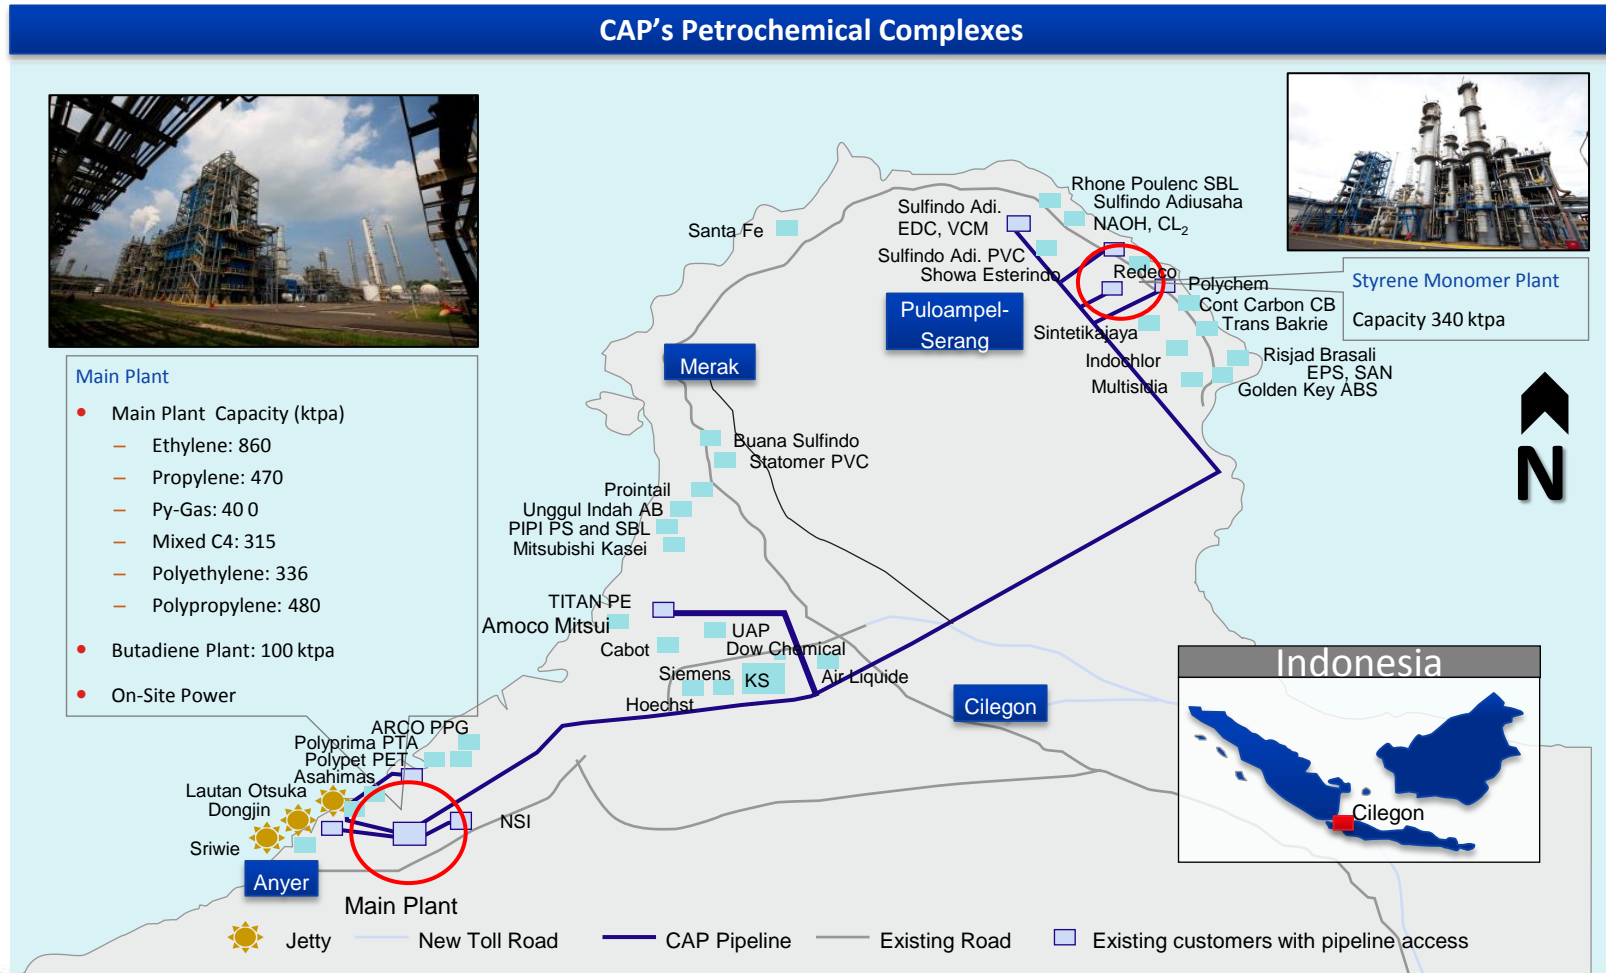 CAP's Petrochemical Complexes
Rhone Poulenc SBL
Sulfindo Adiusaha
NAOH, CL₂
Sulfindo Adi.
EDC, VCM
Santa Fe
Sulfindo Adi. PVC
Showa Esterindo
Redeco
Polychem
Cont Carbon CB
Trans Bakrie
Styrene Monomer Plant
Capacity 340 ktpa
Puloampel-
Serang
Sintetikajaya
Indochlor
Multisidia
Risjad Brasali
EPS, SAN
Golden Key ABS
Merak
Main Plant
• Main Plant Capacity (ktpa)
– Ethylene: 860
– Propylene: 470
– Py-Gas: 40 0
– Mixed C4: 315
– Polyethylene: 336
– Polypropylene: 480
• Butadiene Plant: 100 ktpa
• On-Site Power
N
Buana Sulfindo
Statomer PVC
Prointail
Unggul Indah AB
PIPI PS and SBL
Mitsubishi Kasei
TITAN PE
Amoco Mitsui
UAP
Cabot
Dow Chemical
Siemens
KS
Air Liquide
Hoechst
Cilegon
Indonesia
Cilegon
ARCO PPG
Polyprima PTA
Polypet PET
Asahimas
Lautan Otsuka
Dongjin
NSI
Sriwie
Anyer
Main Plant
Jetty
New Toll Road
CAP Pipeline
Existing Road
Existing customers with pipeline access